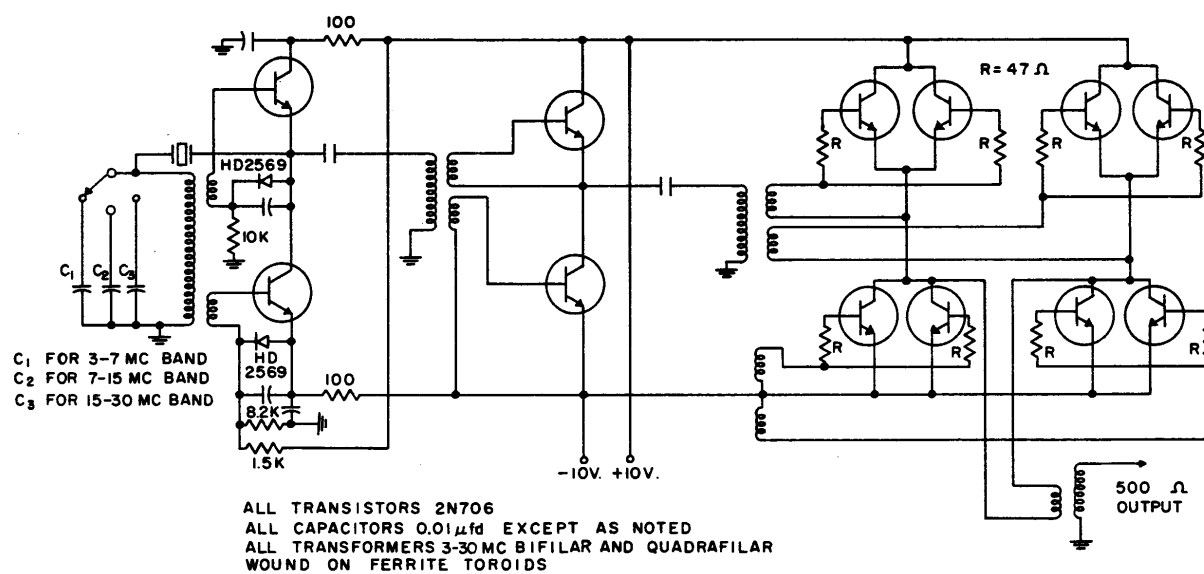 100
R = 47 Ω
HD2569
R
R
R
R
10K
C₁
C₂
C₃
C₁ FOR 3-7 MC BAND
C₂ FOR 7-15 MC BAND
C₃ FOR 15-30 MC BAND
HD
2569
100
8.2K
1.5K
R
R
R
R
-10V.
+10V.
500 Ω
OUTPUT
ALL TRANSISTORS 2N706
ALL CAPACITORS 0.01 μfd EXCEPT AS NOTED
ALL TRANSFORMERS 3-30 MC BIFILAR AND QUADRAFILAR
WOUND ON FERRITE TOROIDS